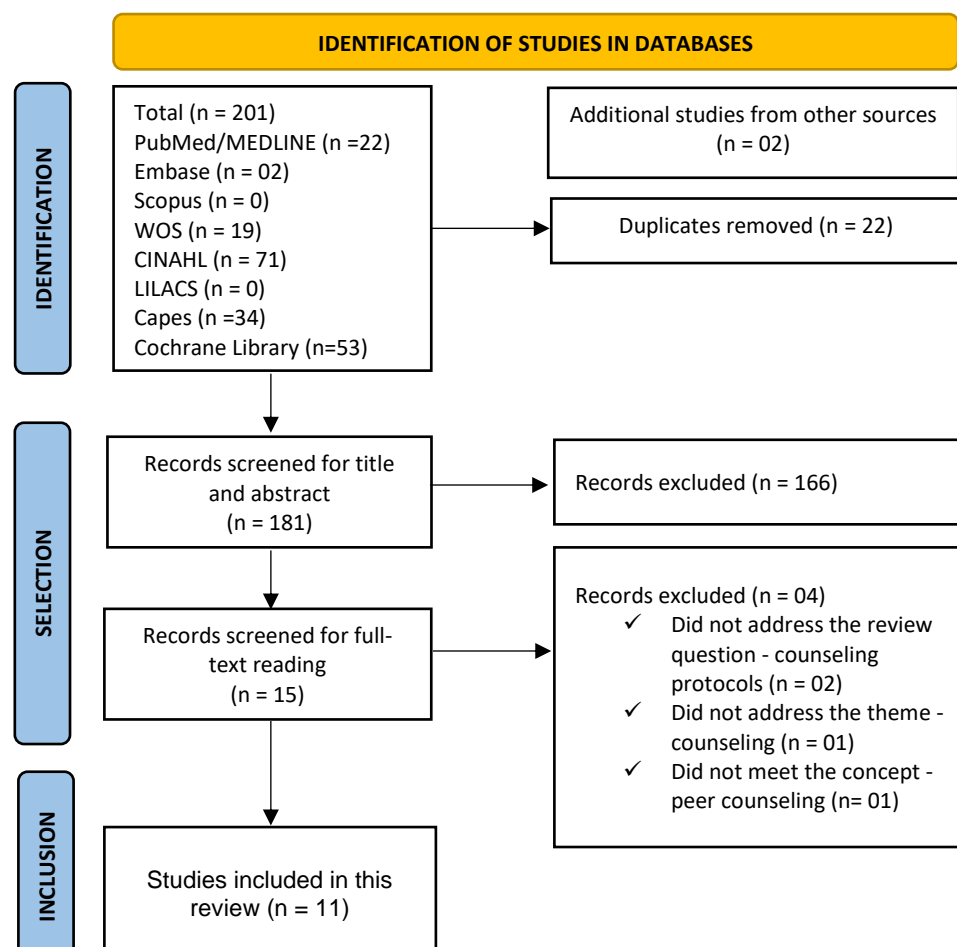 IDENTIFICATION OF STUDIES IN DATABASES
IDENTIFICATION
Total (n = 201)
PubMed/MEDLINE (n =22)
Embase (n = 02)
Scopus (n = 0)
WOS (n = 19)
CINAHL (n = 71)
LILACS (n = 0)
Capes (n =34)
Cochrane Library (n=53)
Additional studies from other sources
(n = 02)
Duplicates removed (n = 22)
SELECTION
Records screened for title
and abstract
(n = 181)
Records excluded (n = 166)
Records screened for full-
text reading
(n = 15)
Records excluded (n = 04)
✓ Did not address the review
question - counseling
protocols (n = 02)
✓ Did not address the theme -
counseling (n = 01)
✓ Did not meet the concept -
peer counseling (n= 01)
INCLUSION
Studies included in this
review (n = 11)